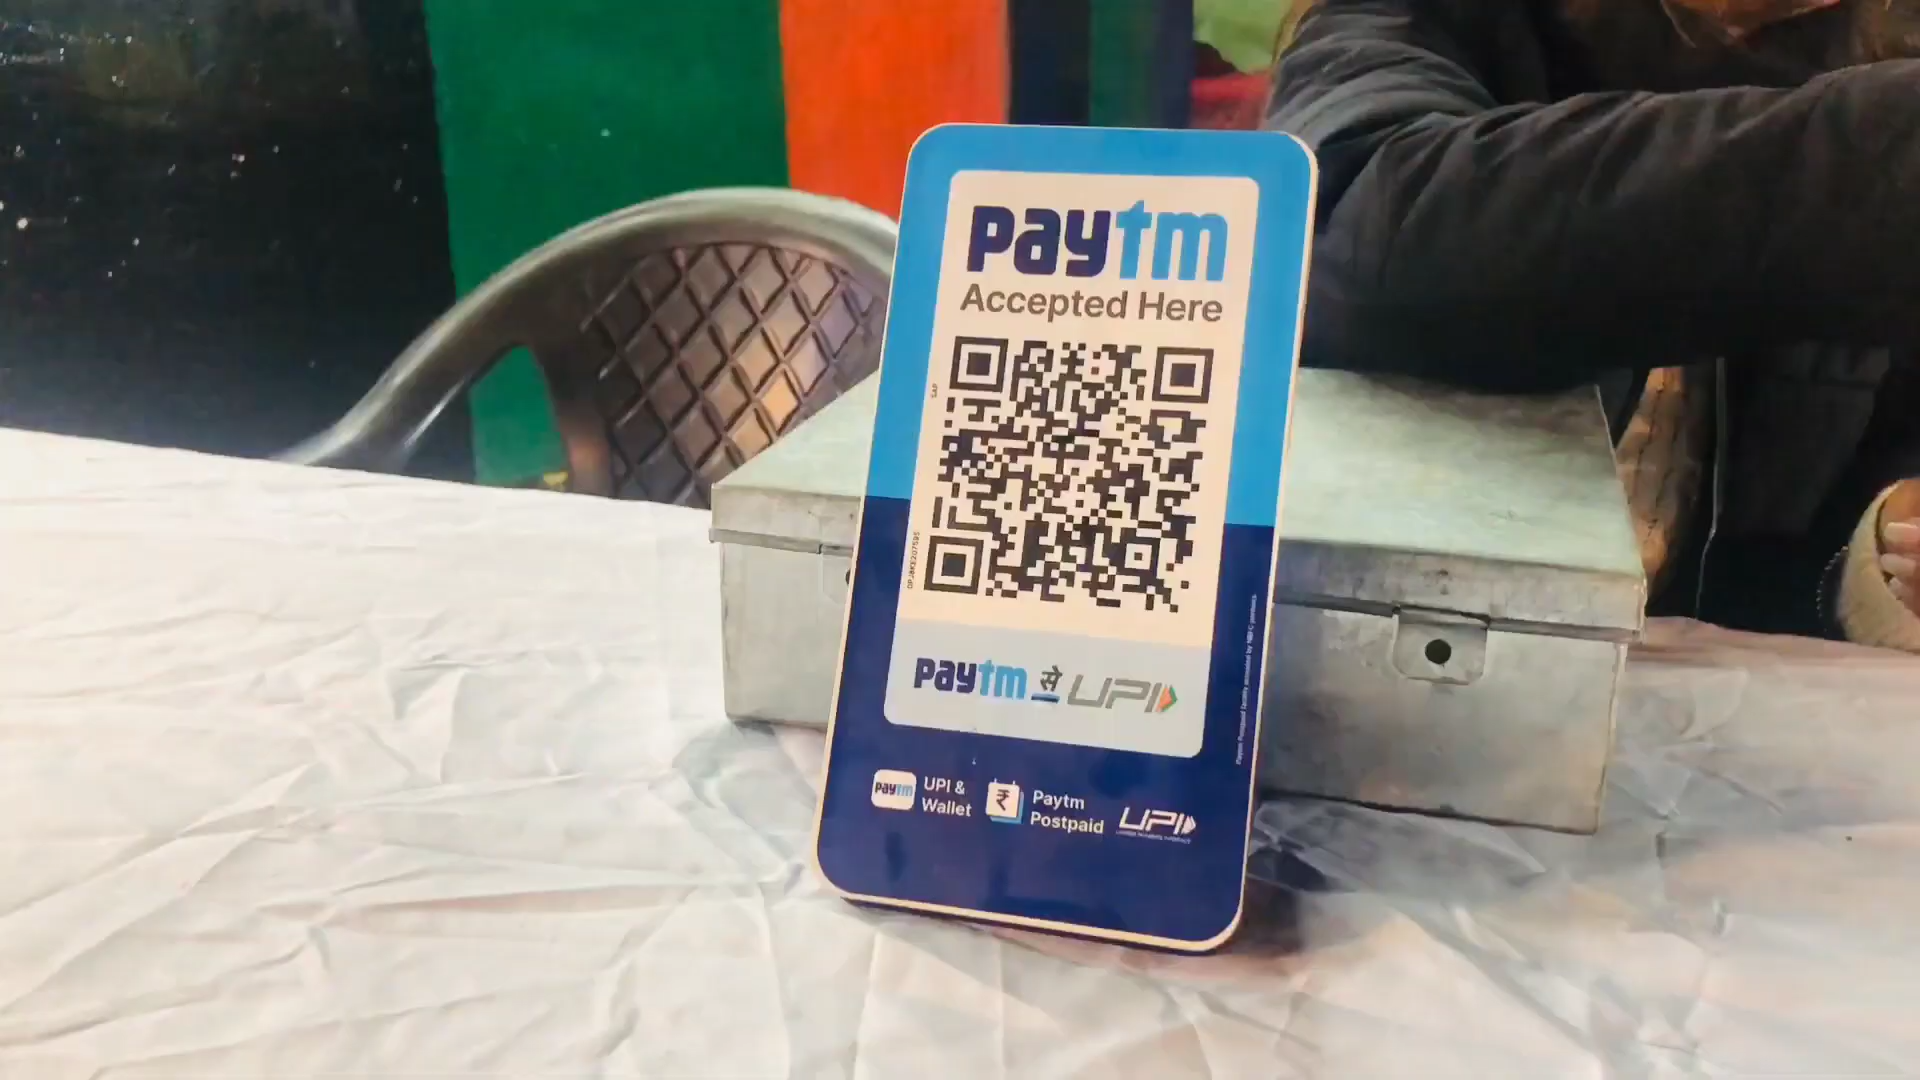 paytm
Accepted Here
paytm से UPI
paytm
UPI &
Wallet
₹
Paytm
Postpaid
UPI